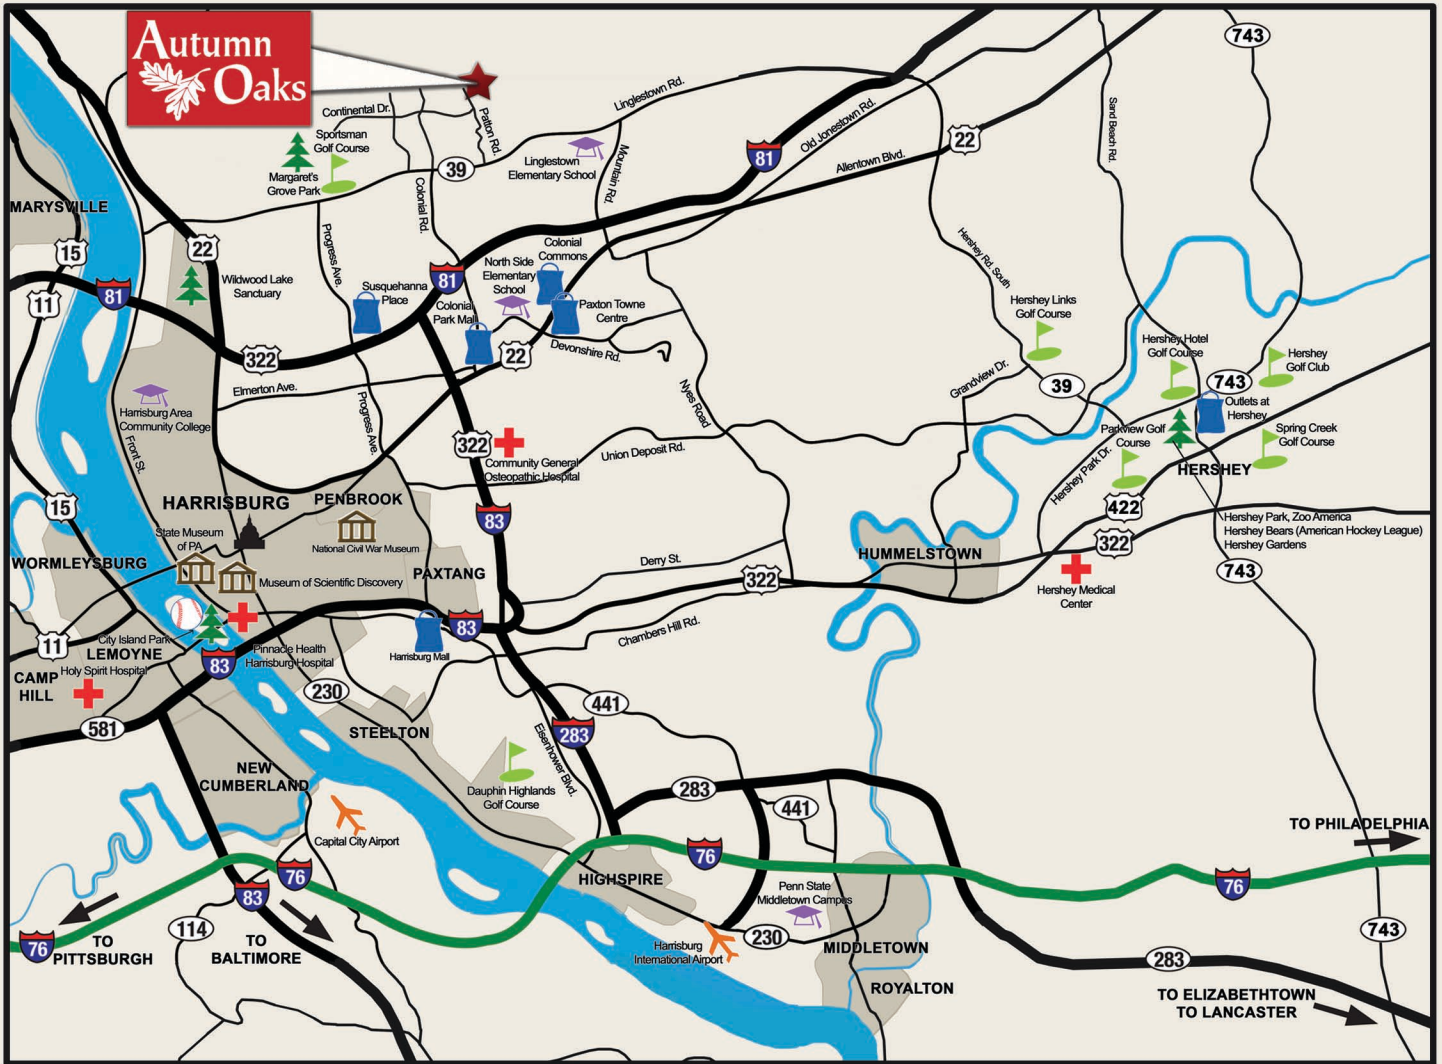 Autumn
Oaks
743
Continental Dr.
Patton Rd.
Linglestown Rd.
Sportsman
Golf Course
Margaret's
Grove Park
39
Linglestown
Elementary School
Mountain Rd.
81
Old Jonestown Rd.
Allentown Blvd.
22
Sand Beach Rd.
MARYSVILLE
15
22
Colonial Rd.
Progress Ave.
Colonial
Commons
North Side
Elementary
School
Hershey Rd. South
11
81
Wildwood Lake
Sanctuary
Susquehanna
Place
81
Colonial
Park Mall
Paxton Towne
Centre
Hershey Links
Golf Course
322
22
Devonshire Rd.
Hershey Hotel
Golf Course
Hershey
Golf Club
Elmerton Ave.
Grandview Dr.
39
743
Outlets at
Hershey
Harrisburg Area
Community College
Front St.
Progress Ave.
Nyes Road
322
Community General
Osteopathic Hospital
Union Deposit Rd.
Parkview Golf
Course
Spring Creek
Golf Course
HERSHEY
Hershey Park Dr.
15
HARRISBURG
PENBROOK
83
422
Hershey Park, Zoo America
Hershey Bears (American Hockey League)
Hershey Gardens
State Museum
of PA
National Civil War Museum
322
WORMLEYSBURG
Museum of Scientific Discovery
PAXTANG
Derry St.
322
HUMMELSTOWN
743
Hershey Medical
Center
11
City Island Park
LEMOYNE
83
Harrisburg Mall
Chambers Hill Rd.
Pinnacle Health
Harrisburg Hospital
83
CAMP
HILL
Holy Spirit Hospital
581
230
441
STEELTON
283
Eisenhower Blvd.
NEW
CUMBERLAND
Dauphin Highlands
Golf Course
283
441
Capital City Airport
TO PHILADELPHIA
76
76
76
83
HIGHSPIRE
Penn State
Middletown Campus
114
76
TO
PITTSBURGH
TO
BALTIMORE
Harrisburg
International Airport
230
MIDDLETOWN
743
283
ROYALTON
TO ELIZABETHTOWN
TO LANCASTER